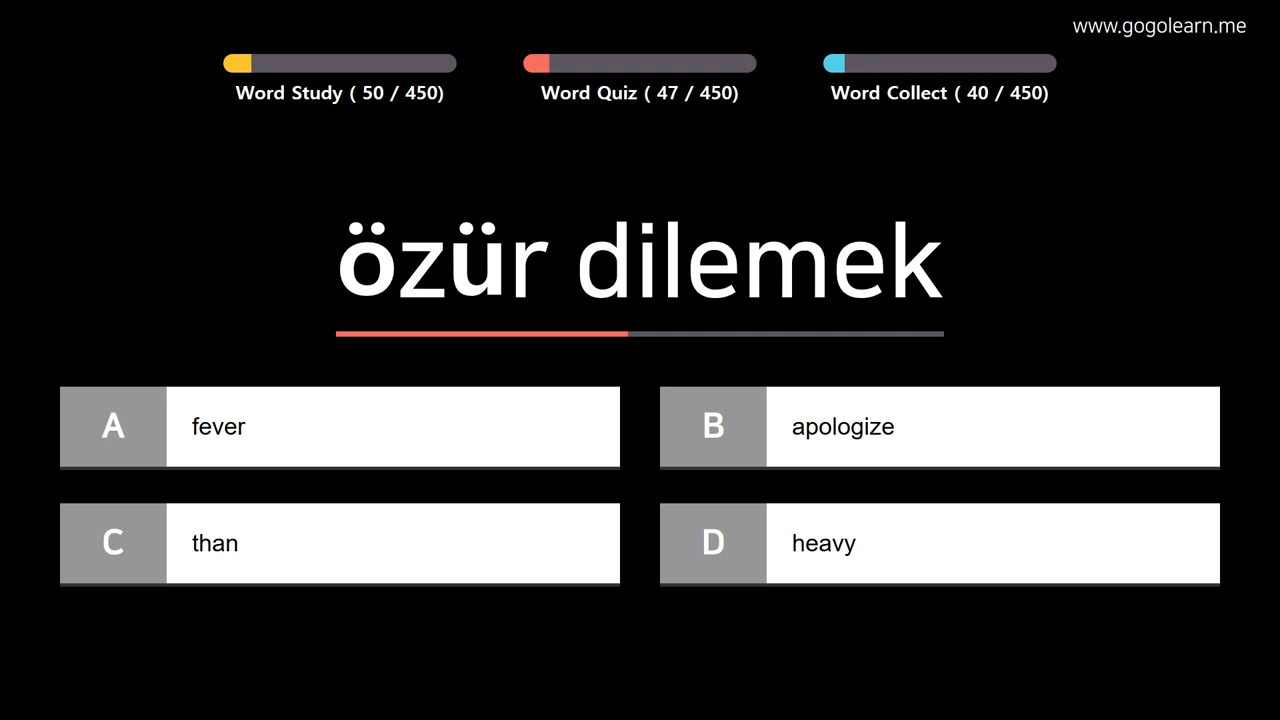 www.gogolearn.me
Word Study ( 50 / 450)
Word Quiz ( 47 / 450)
Word Collect ( 40 / 450)
özür dilemek
A fever
B apologize
C than
D heavy